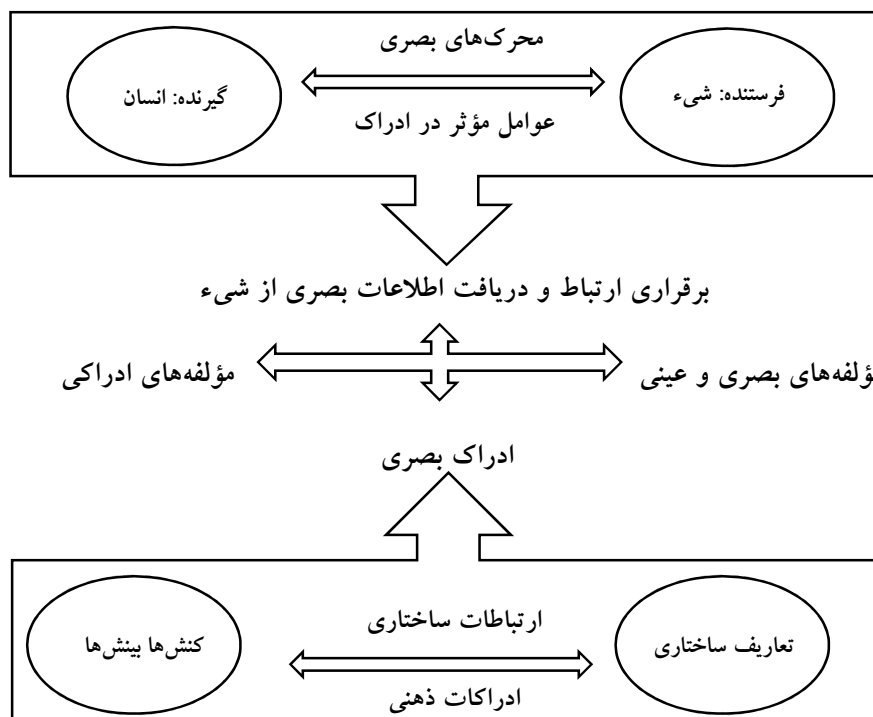 محرک‌های بصری
فرستنده: شیء
گیرنده: انسان
عوامل مؤثر در ادراک
برقراری ارتباط و دریافت اطلاعات بصری از شیء
ؤلفه‌های بصری و عینی
مؤلفه‌های ادراکی
ادراک بصری
ارتباطات ساختاری
تعاریف ساختاری
کنش‌ها بینش‌ها
ادراکات ذهنی